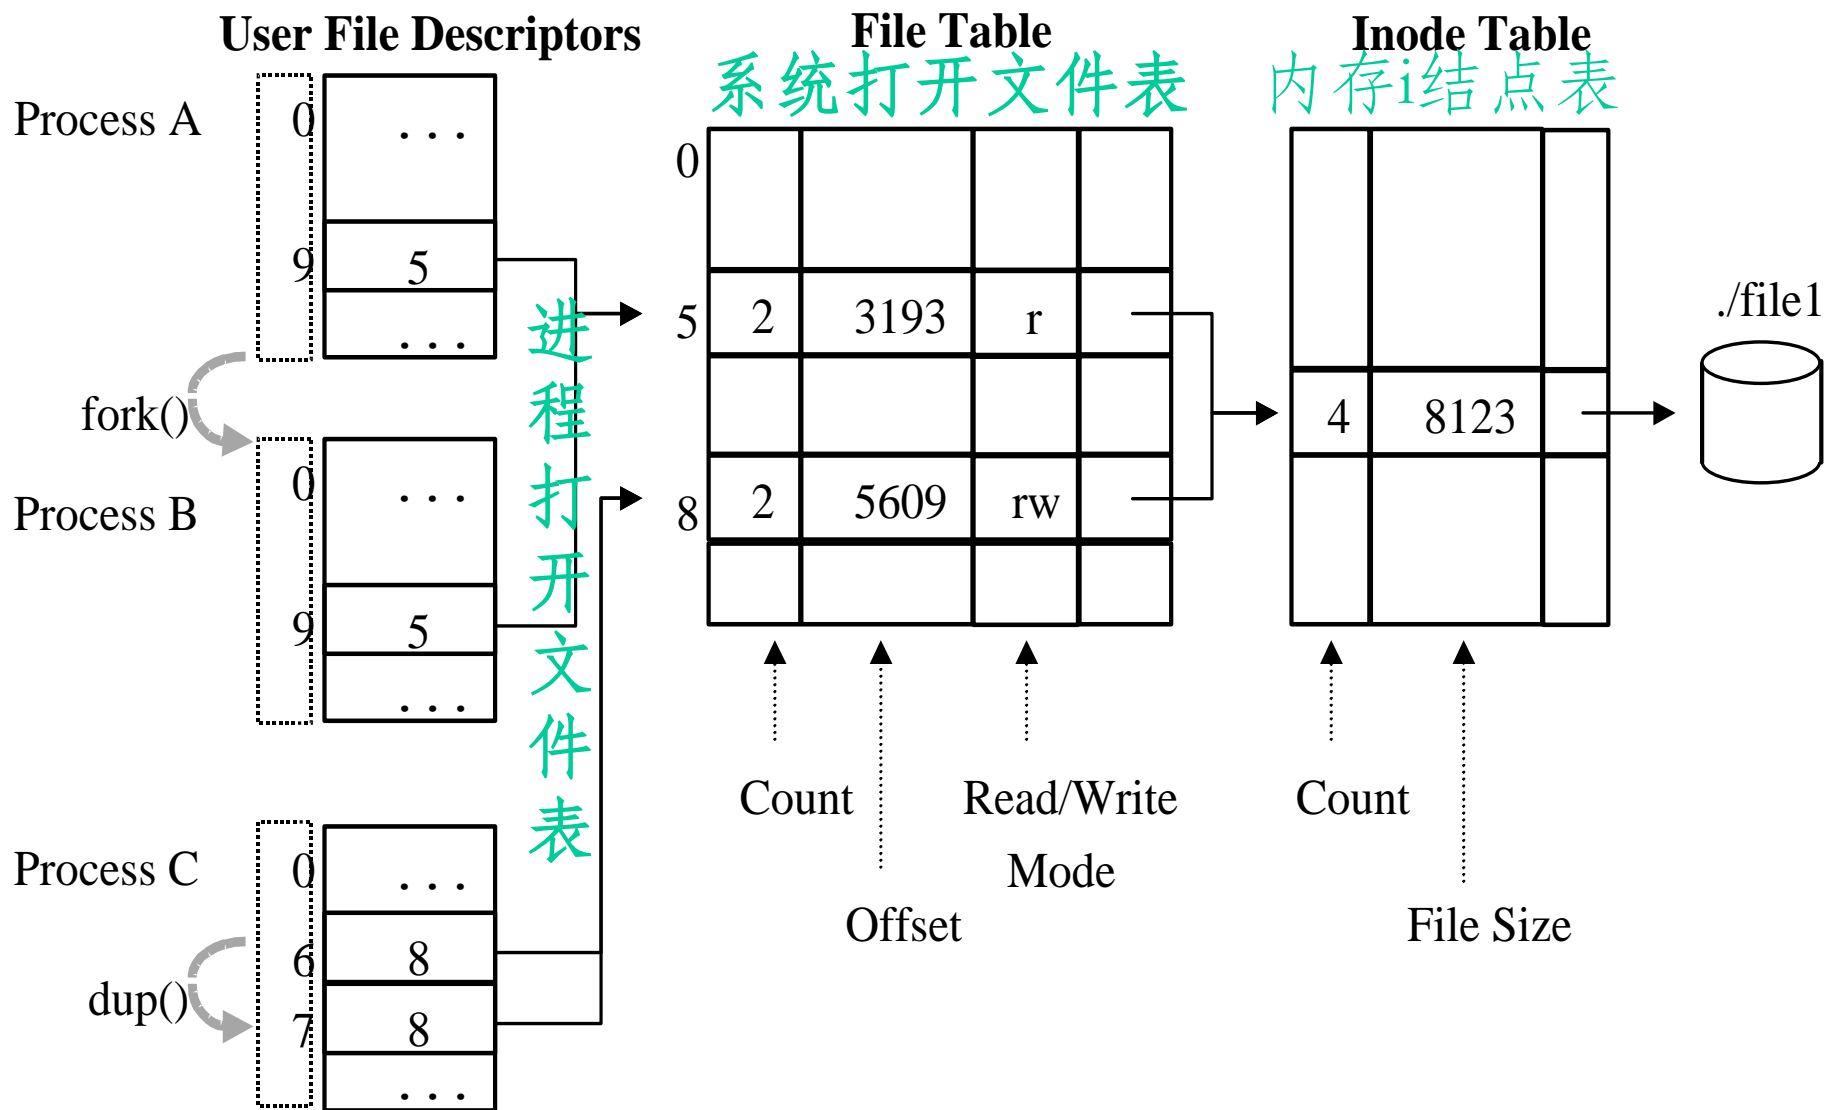 User File Descriptors
File Table
Inode Table
系统打开文件表
内存i结点表
Process A
0
. . .
9
5
. . .
fork()
Process B
0
. . .
9
5
. . .
Process C
0
. . .
6
8
dup()
7
8
. . .
进程打开文件表
0
5
2
3193
r
8
2
5609
rw
Count
Offset
Read/Write
Mode
4
8123
Count
File Size
./file1